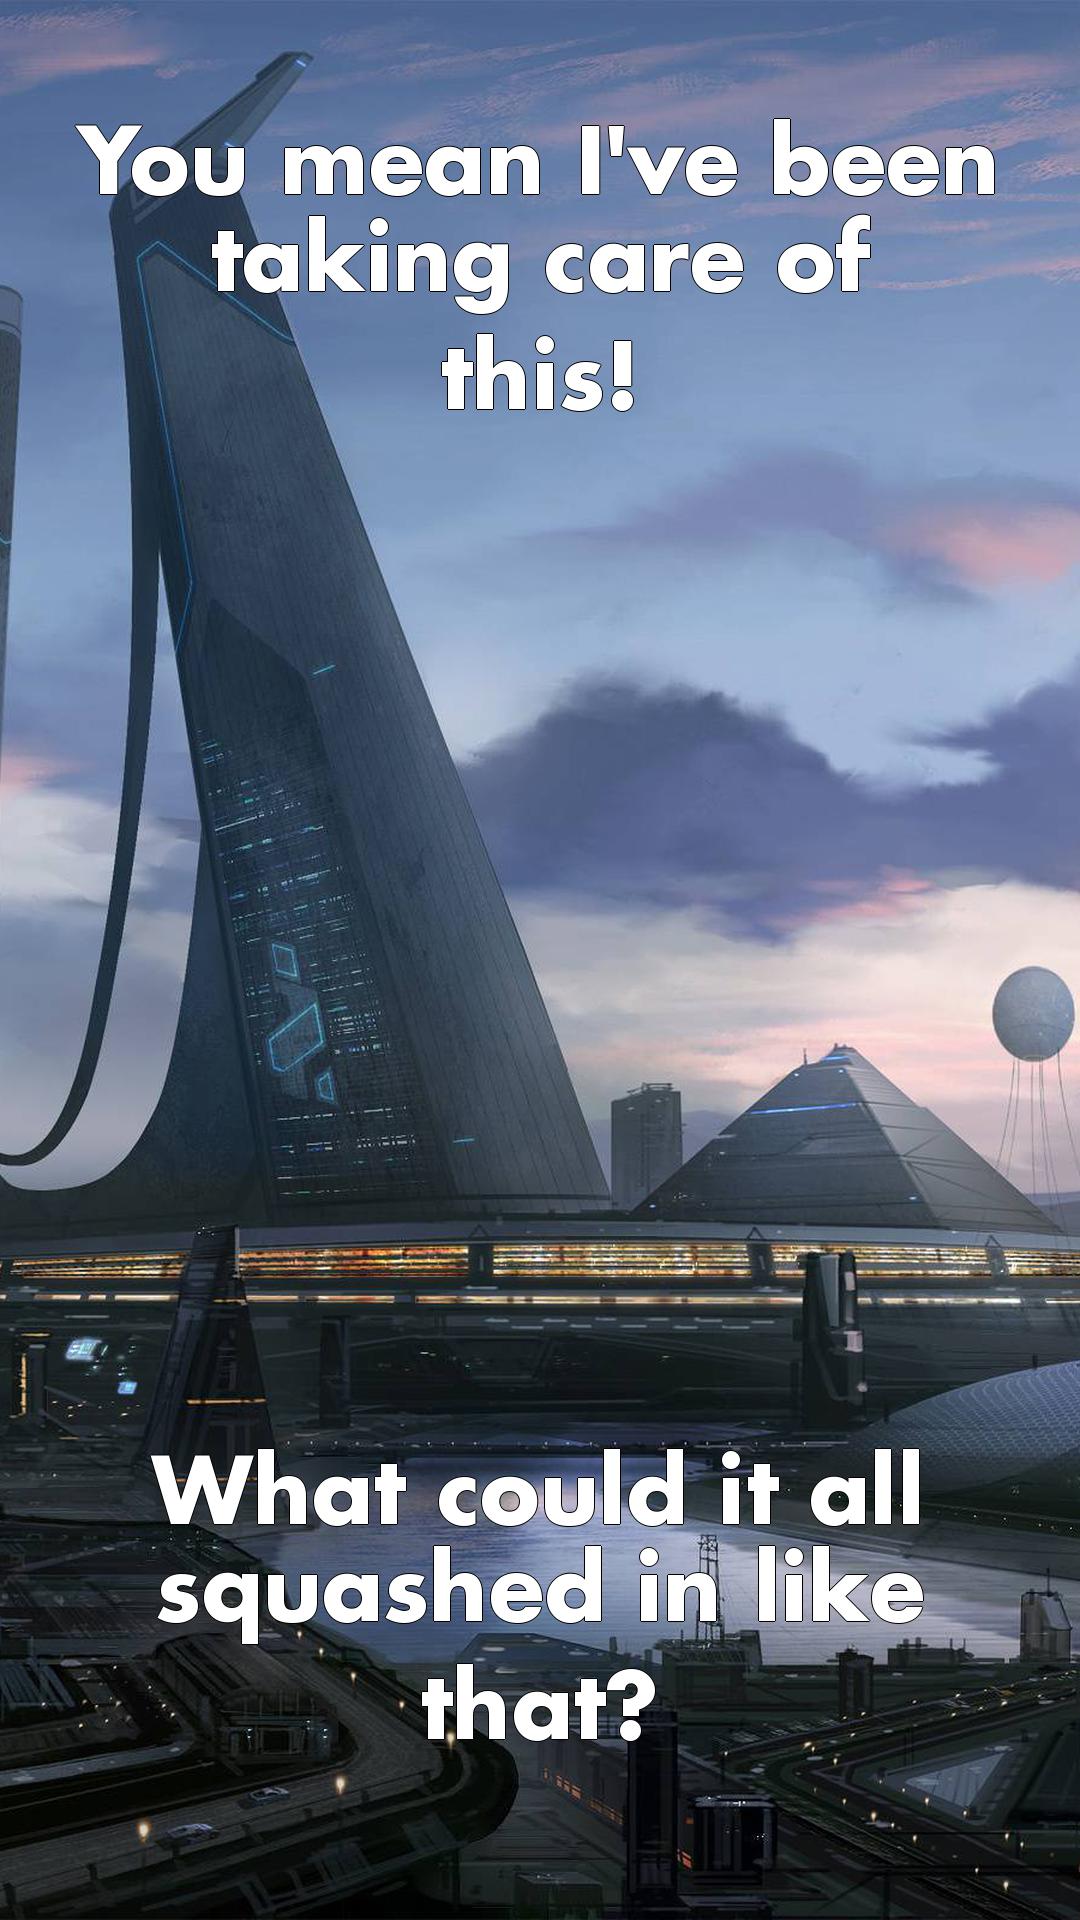 You mean I've been
taking care of
this!
What could it all
squashed in like
that?